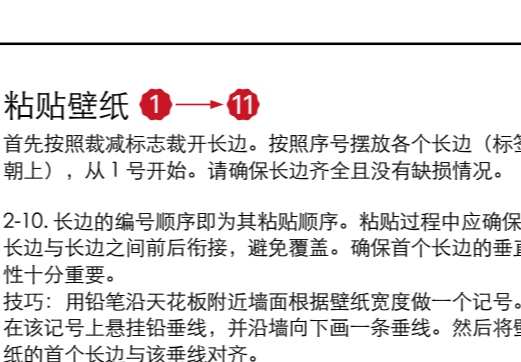 粘贴壁纸 1 → 11
首先按照裁减标志裁开长边。按照序号摆放各个长边（标签
朝上），从1号开始。请确保长边齐全且没有缺损情况。
2-10. 长边的编号顺序即为其粘贴顺序。粘贴过程中应确保
长边与长边之间前后衔接，避免覆盖。确保首个长边的垂直
性十分重要。
技巧：用铅笔沿天花板附近墙面根据壁纸宽度做一个记号。
在该记号上悬挂铅垂线，并沿墙向下画一条垂线。然后将壁
纸的首个长边与该垂线对齐。